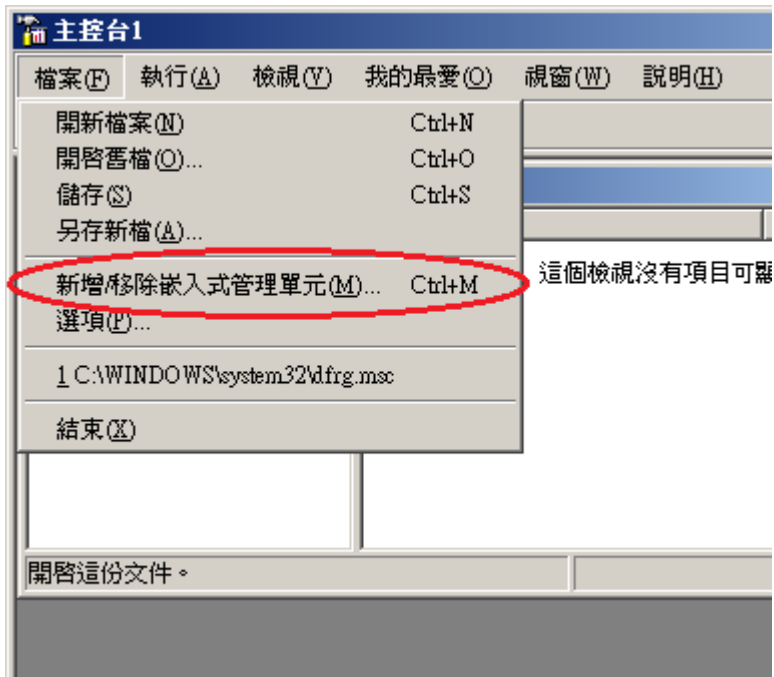 主控台1
檔案(F) 執行(A) 檢視(V) 我的最愛(O) 視窗(W) 說明(H)
開新檔案(N) Ctrl+N
開啟舊檔(O)... Ctrl+O
儲存(S) Ctrl+S
另存新檔(A)...
新增/移除嵌入式管理單元(M)... Ctrl+M
選項(P)...
1 C:\WINDOWS\system32\dfrg.msc
結束(X)
這個檢視沒有項目可顯
開啟這份文件。